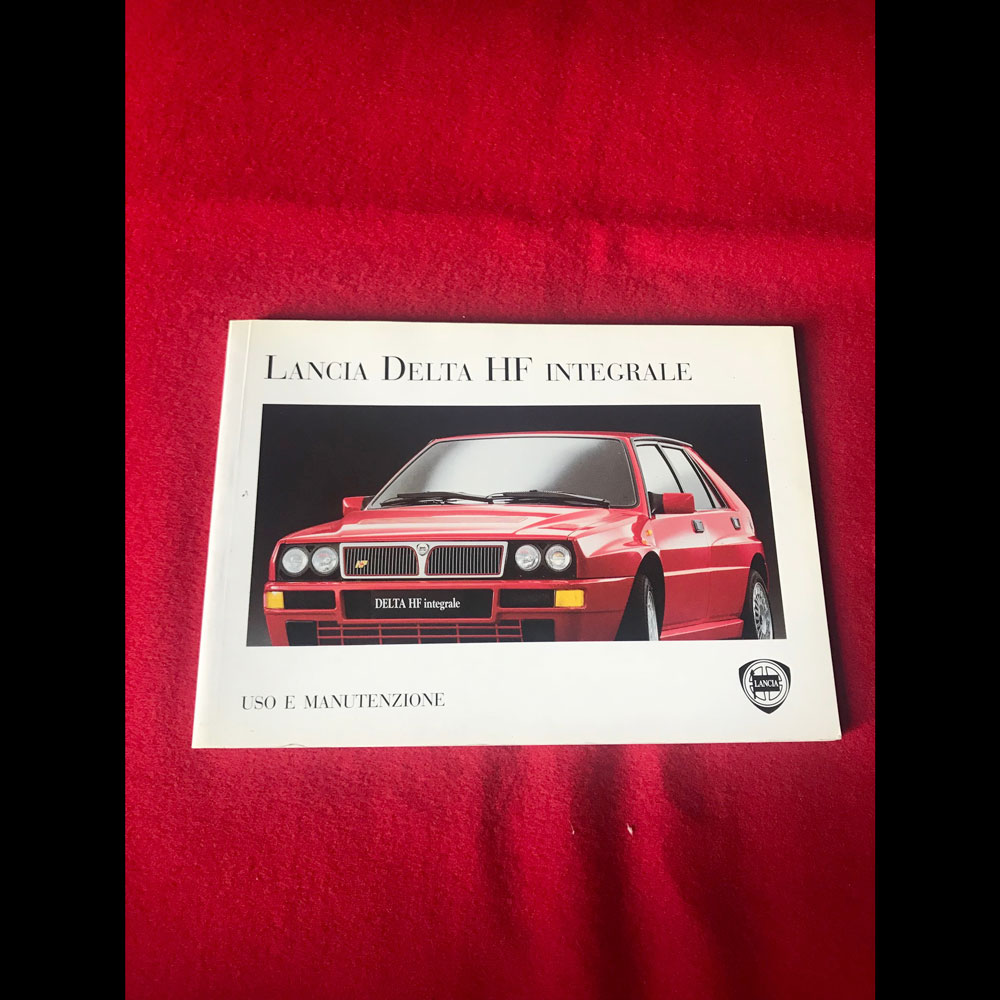 LANCIA DELTA HF INTEGRALE
DELTA HF integrale
USO E MANUTENZIONE
LANCIA